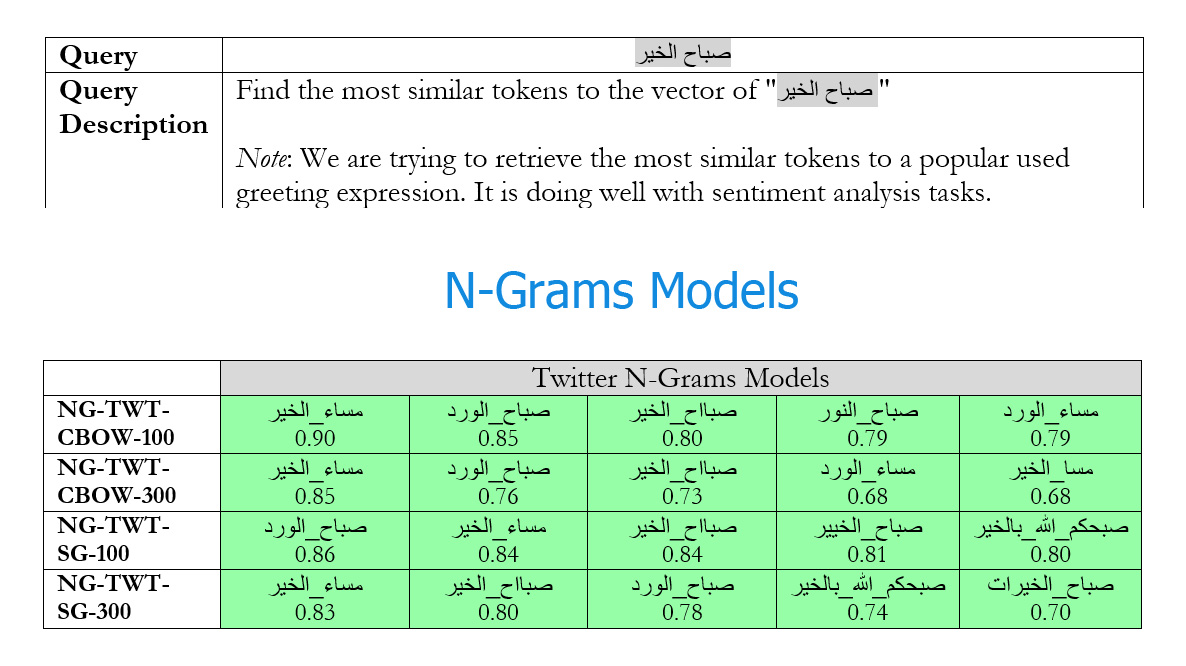 Query
صباح الخير
Query
Description
Find the most similar tokens to the vector of "صباح الخير"
Note: We are trying to retrieve the most similar tokens to a popular used
greeting expression. It is doing well with sentiment analysis tasks.
N-Grams Models
Twitter N-Grams Models
NG-TWT-
CBOW-100
مساء_الخير
0.90
صباح_الورد
0.85
صبااح_الخير
0.80
صباح_النور
0.79
مساء_الورد
0.79
NG-TWT-
CBOW-300
مساء_الخير
0.85
صباح_الورد
0.76
صبااح_الخير
0.73
مساء_الورد
0.68
مسا_الخير
0.68
NG-TWT-
SG-100
صباح_الورد
0.86
مساء_الخير
0.84
صبااح_الخير
0.84
صباح_الخيير
0.81
صبحكم_الله_بالخير
0.80
NG-TWT-
SG-300
مساء_الخير
0.83
صبااح_الخير
0.80
صباح_الورد
0.78
صبحكم_الله_بالخير
0.74
صباح_الخيرات
0.70